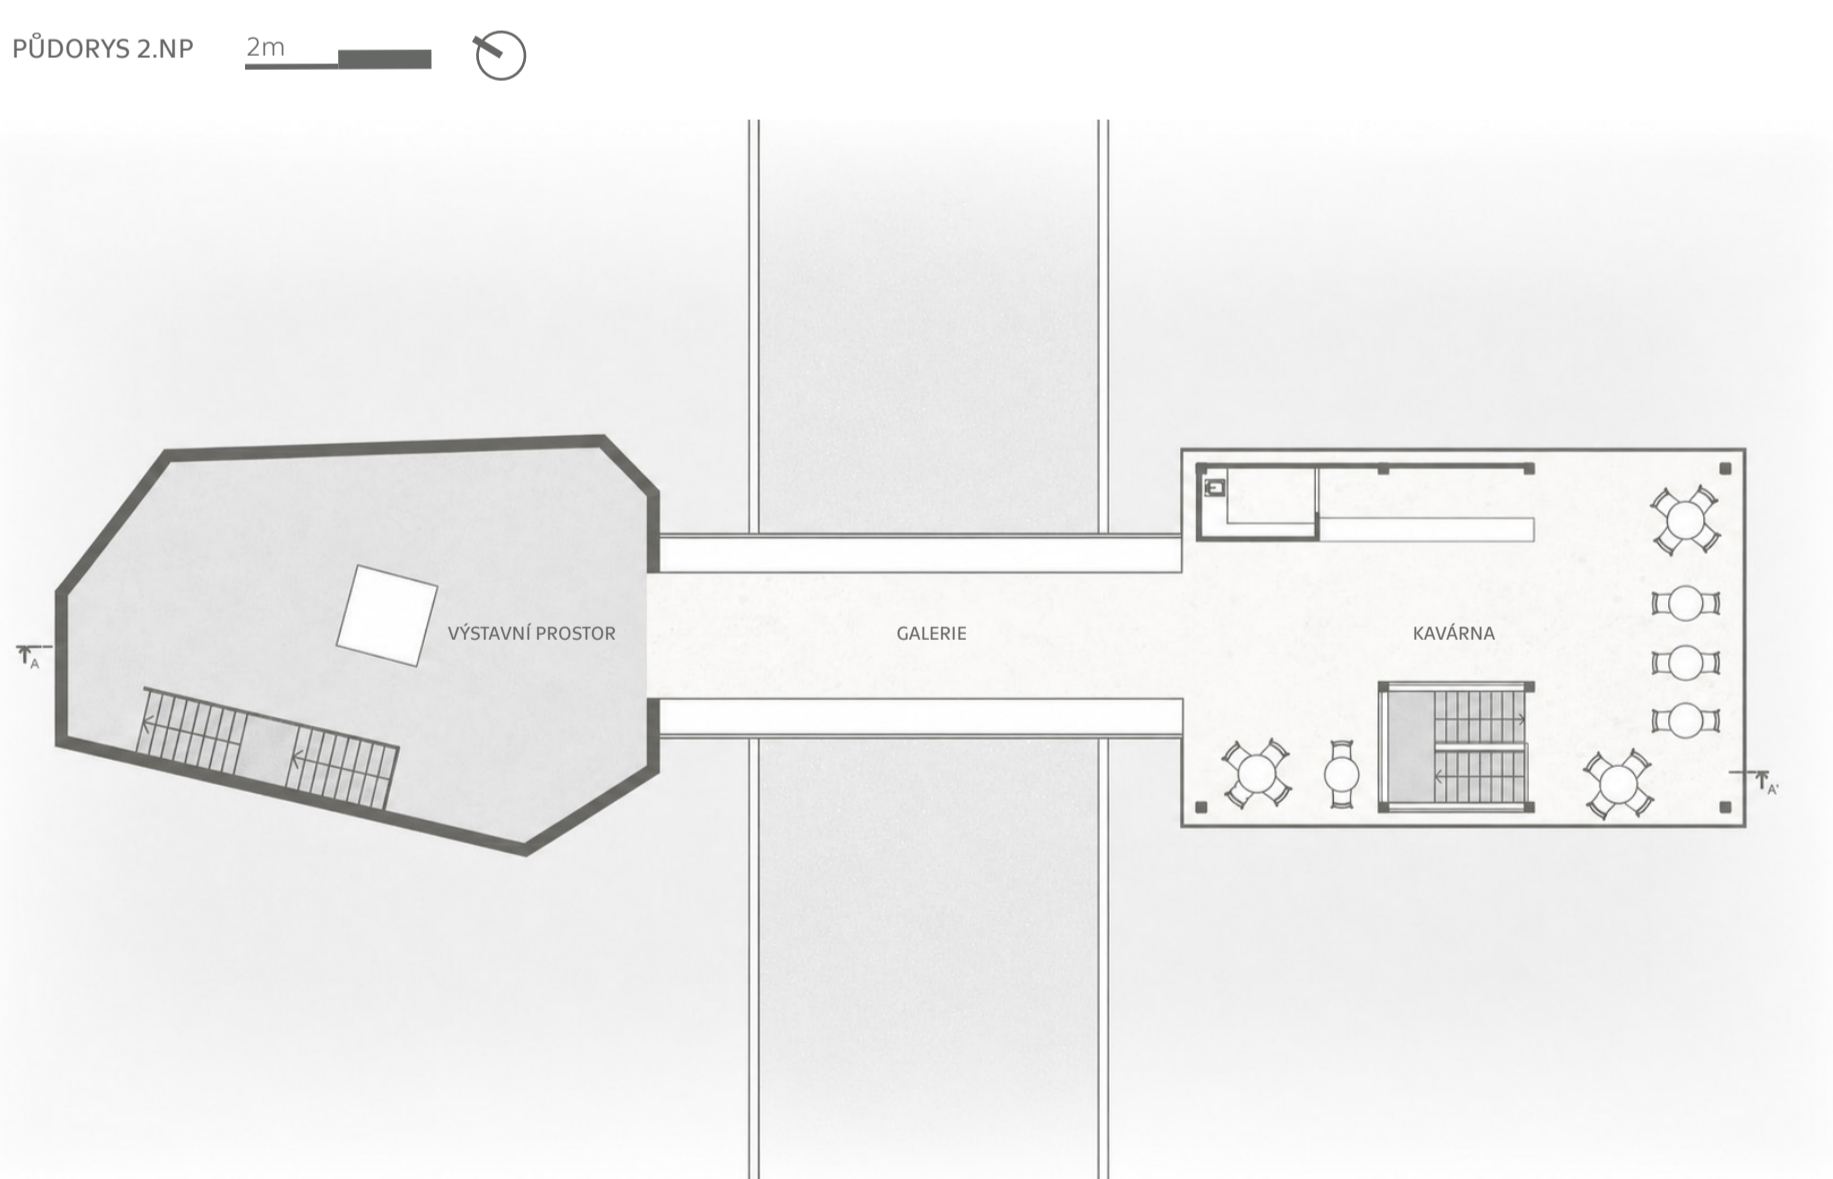 PŮDORYS 2.NP
2m
VÝSTAVNÍ PROSTOR
GALERIE
KAVÁRNA
A
A'